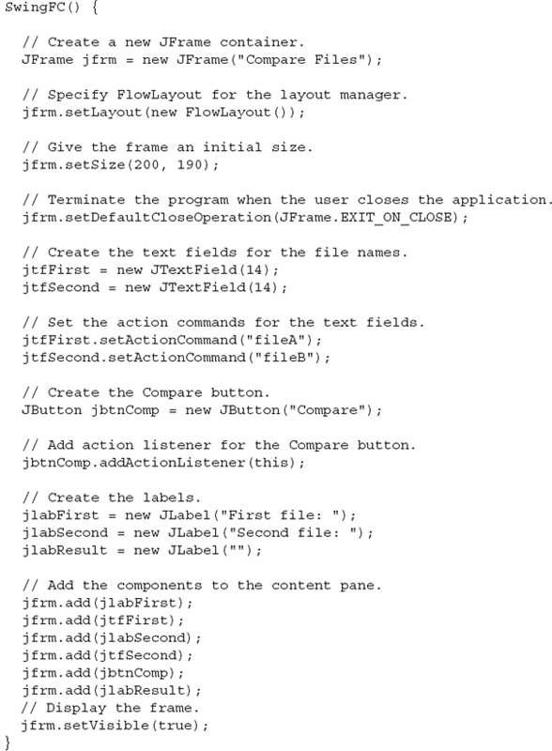 SwingFC() {
// Create a new JFrame container.
JFrame jfrm = new JFrame("Compare Files");
// Specify FlowLayout for the layout manager.
jfrm.setLayout(new FlowLayout());
// Give the frame an initial size.
jfrm.setSize(200, 190);
// Terminate the program when the user closes the application.
jfrm.setDefaultCloseOperation(JFrame.EXIT_ON_CLOSE);
// Create the text fields for the file names.
jtfFirst = new JTextField(14);
jtfSecond = new JTextField(14);
// Set the action commands for the text fields.
jtfFirst.setActionCommand("fileA");
jtfSecond.setActionCommand("fileB");
// Create the Compare button.
JButton jbtnComp = new JButton("Compare");
// Add action listener for the Compare button.
jbtnComp.addActionListener(this);
// Create the labels.
jlabFirst = new JLabel("First file: ");
jlabSecond = new JLabel("Second file: ");
jlabResult = new JLabel("");
// Add the components to the content pane.
jfrm.add(jlabFirst);
jfrm.add(jtfFirst);
jfrm.add(jlabSecond);
jfrm.add(jtfSecond);
jfrm.add(jbtnComp);
jfrm.add(jlabResult);
// Display the frame.
jfrm.setVisible(true);
}